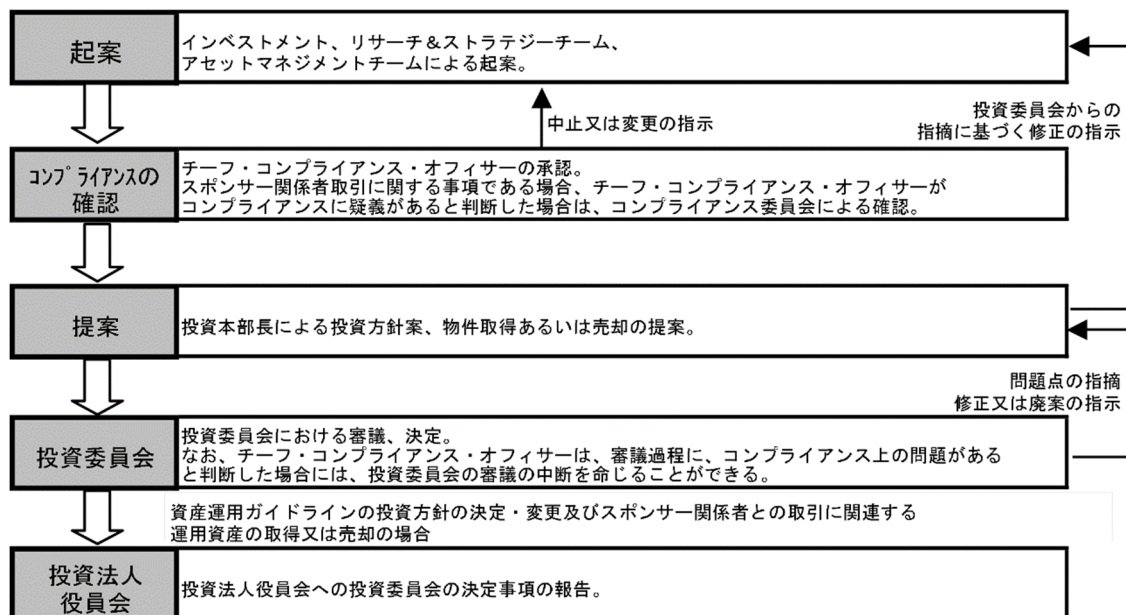 起案
インベストメント、リサーチ＆ストラテジーチーム、
アセットマネジメントチームによる起案。
中止又は変更の指示
投資委員会からの
指摘に基づく修正の指示
ｺﾝﾌﾟﾗｲｱﾝｽの
確認
チーフ・コンプライアンス・オフィサーの承認。
スポンサー関係者取引に関する事項である場合、チーフ・コンプライアンス・オフィサーが
コンプライアンスに疑義があると判断した場合は、コンプライアンス委員会による確認。
提案
投資本部長による投資方針案、物件取得あるいは売却の提案。
問題点の指摘
修正又は廃案の指示
投資委員会
投資委員会における審議、決定。
なお、チーフ・コンプライアンス・オフィサーは、審議過程に、コンプライアンス上の問題がある
と判断した場合には、投資委員会の審議の中断を命じることができる。
資産運用ガイドラインの投資方針の決定・変更及びスポンサー関係者との取引に関連する
運用資産の取得又は売却の場合
投資法人
役員会
投資法人役員会への投資委員会の決定事項の報告。